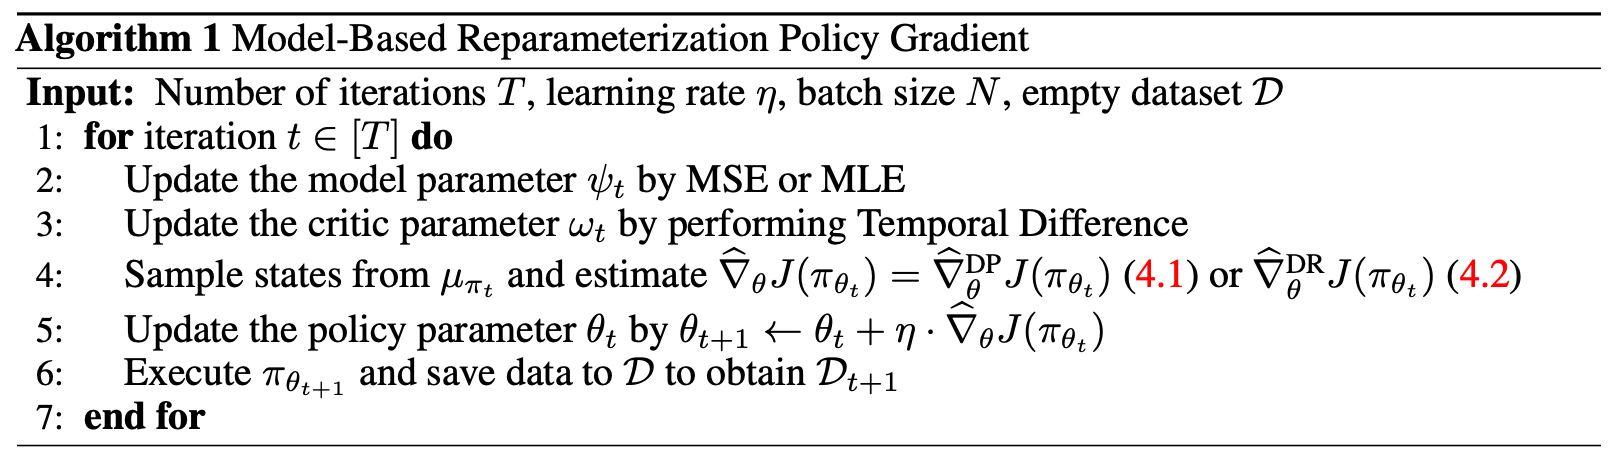 Algorithm 1 Model-Based Reparameterization Policy Gradient
Input: Number of iterations $T$, learning rate $\eta$, batch size $N$, empty dataset $\mathcal{D}$
1: for iteration $t \in [T]$ do
2: Update the model parameter $\psi_t$ by MSE or MLE
3: Update the critic parameter $\omega_t$ by performing Temporal Difference
4: Sample states from $\mu_{\pi_t}$ and estimate $\widehat{\nabla}_\theta J(\pi_{\theta_t}) = \widehat{\nabla}_\theta^{\text{DP}} J(\pi_{\theta_t})$ (4.1) or $\widehat{\nabla}_\theta^{\text{DR}} J(\pi_{\theta_t})$ (4.2)
5: Update the policy parameter $\theta_t$ by $\theta_{t+1} \leftarrow \theta_t + \eta \cdot \widehat{\nabla}_\theta J(\pi_{\theta_t})$
6: Execute $\pi_{\theta_{t+1}}$ and save data to $\mathcal{D}$ to obtain $\mathcal{D}_{t+1}$
7: end for